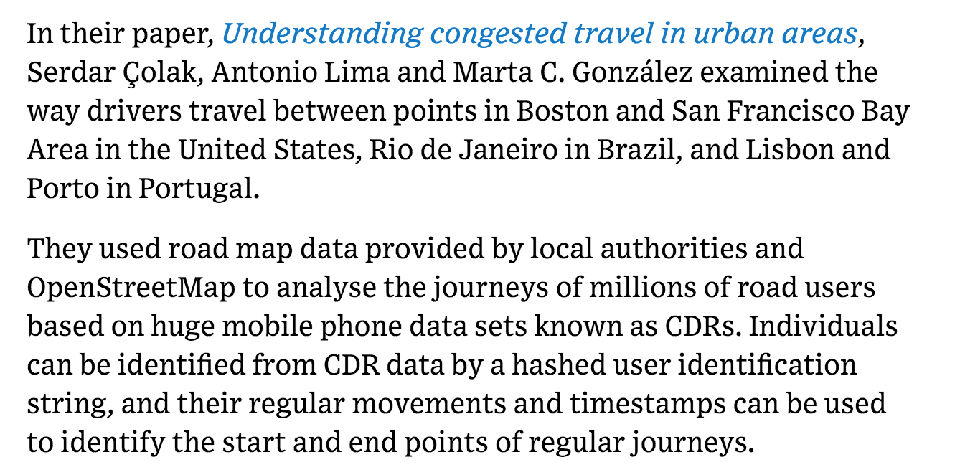 In their paper, Understanding congested travel in urban areas,
Serdar Çolak, Antonio Lima and Marta C. González examined the
way drivers travel between points in Boston and San Francisco Bay
Area in the United States, Rio de Janeiro in Brazil, and Lisbon and
Porto in Portugal.
They used road map data provided by local authorities and
OpenStreetMap to analyse the journeys of millions of road users
based on huge mobile phone data sets known as CDRs. Individuals
can be identified from CDR data by a hashed user identification
string, and their regular movements and timestamps can be used
to identify the start and end points of regular journeys.